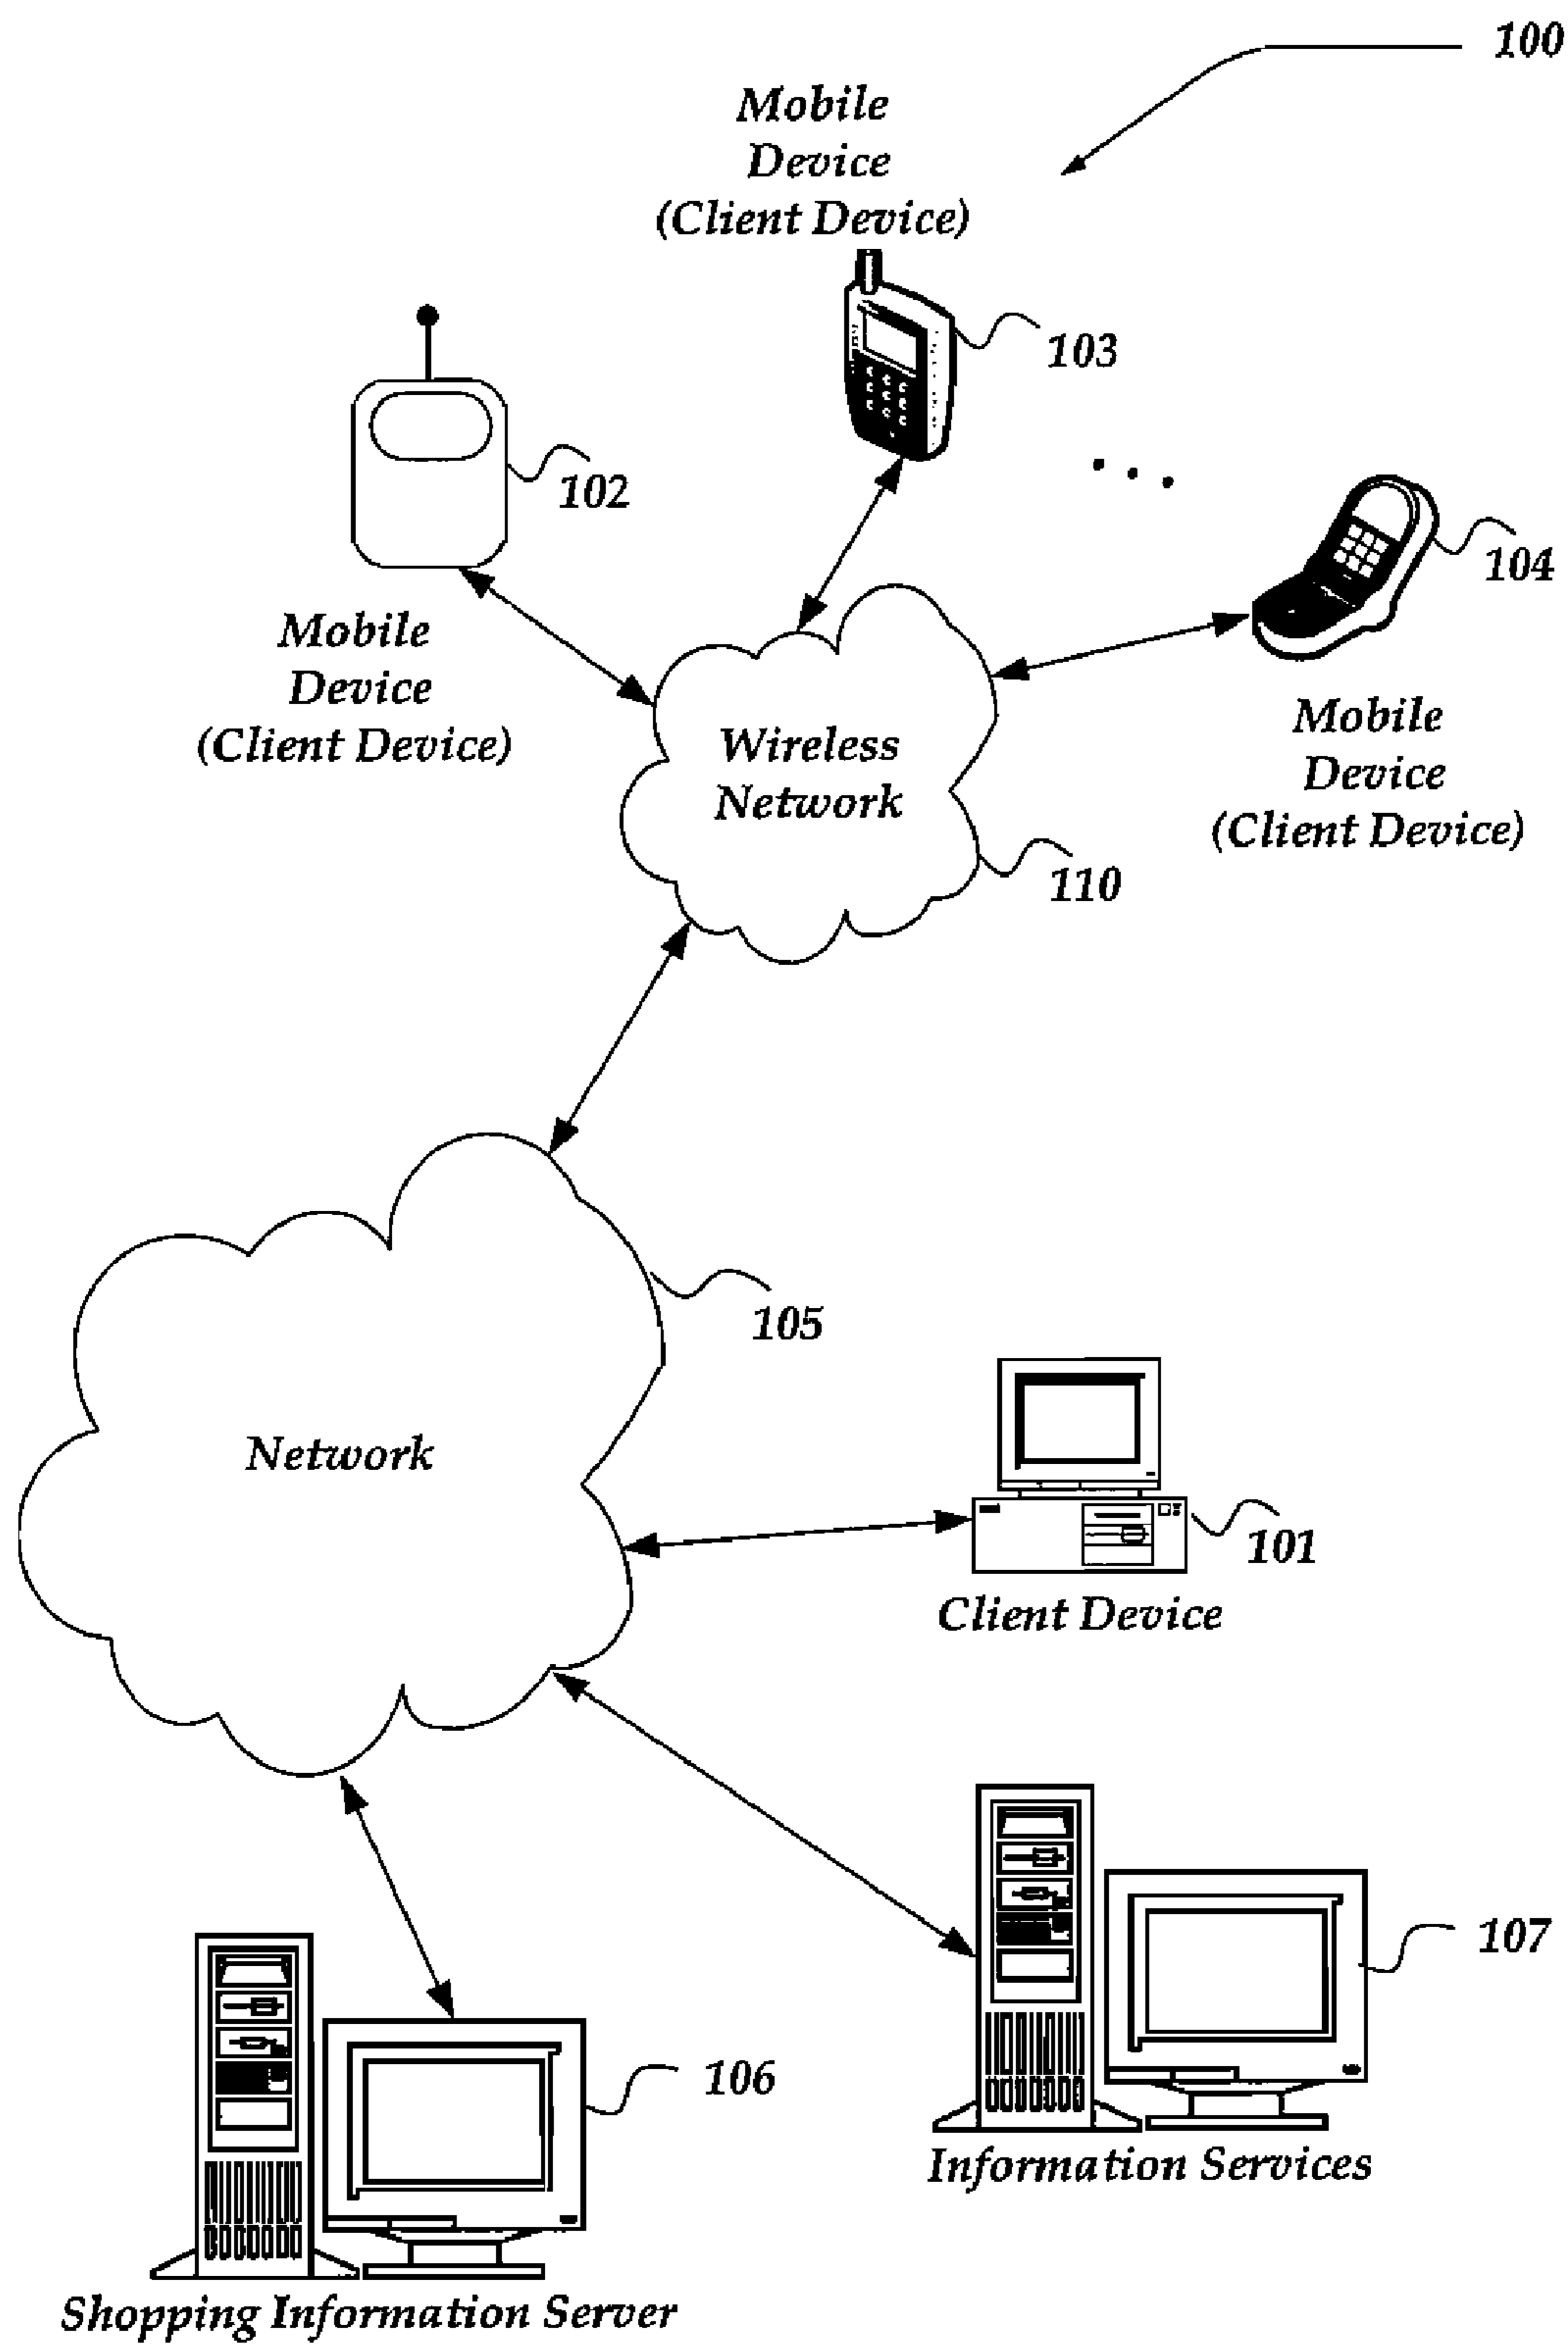 100
Mobile
Device
(Client Device)
103
102
104
Mobile
Device
(Client Device)
Mobile
Device
(Client Device)
Wireless
Network
110
105
Network
101
Client Device
107
Information Services
106
Shopping Information Server